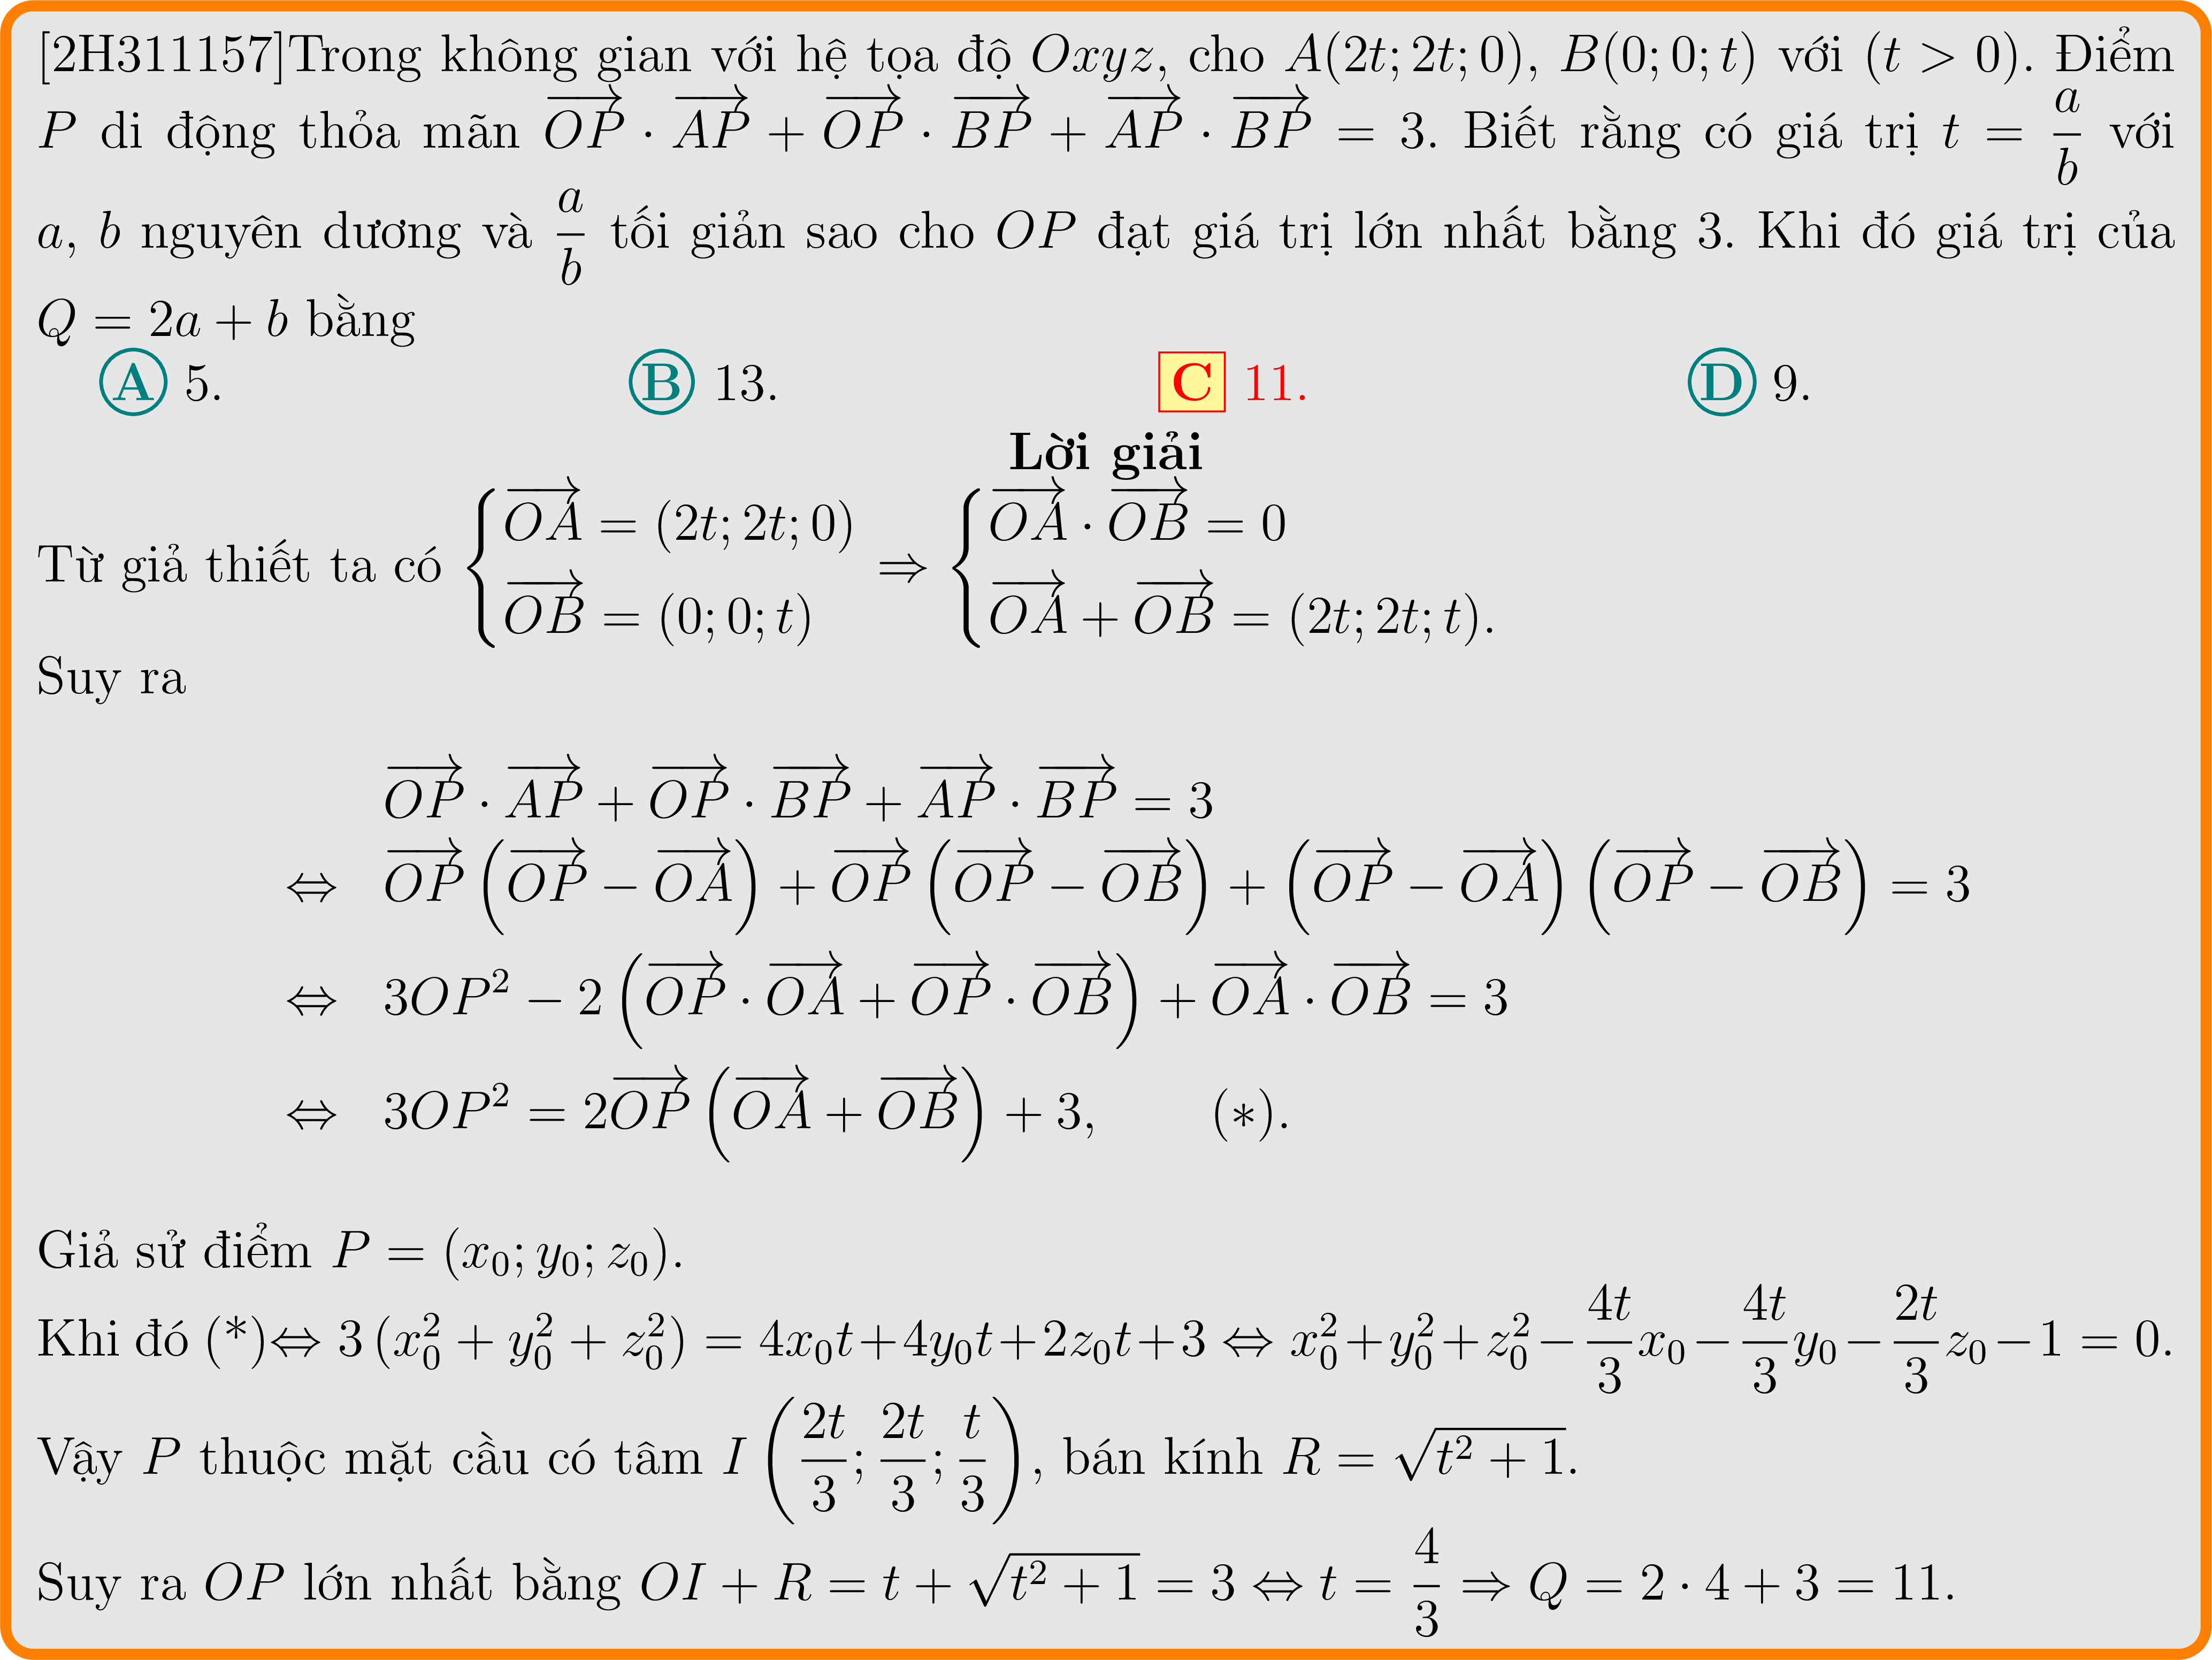 [2H311157]Trong không gian với hệ tọa độ $Oxyz$, cho $A(2t; 2t; 0)$, $B(0; 0; t)$ với $(t > 0)$. Điểm
$P$ di động thỏa mãn $\overrightarrow{OP} \cdot \overrightarrow{AP} + \overrightarrow{OP} \cdot \overrightarrow{BP} + \overrightarrow{AP} \cdot \overrightarrow{BP} = 3$. Biết rằng có giá trị $t = \dfrac{a}{b}$ với
$a$, $b$ nguyên dương và $\dfrac{a}{b}$ tối giản sao cho $OP$ đạt giá trị lớn nhất bằng 3. Khi đó giá trị của
$Q = 2a + b$ bằng
A 5. B 13. C 11. D 9.
Lời giải
Từ giả thiết ta có $\begin{cases} \overrightarrow{OA} = (2t; 2t; 0) \\ \overrightarrow{OB} = (0; 0; t) \end{cases} \Rightarrow \begin{cases} \overrightarrow{OA} \cdot \overrightarrow{OB} = 0 \\ \overrightarrow{OA} + \overrightarrow{OB} = (2t; 2t; t). \end{cases}$
Suy ra
$\overrightarrow{OP} \cdot \overrightarrow{AP} + \overrightarrow{OP} \cdot \overrightarrow{BP} + \overrightarrow{AP} \cdot \overrightarrow{BP} = 3$
$\Leftrightarrow \overrightarrow{OP} \left( \overrightarrow{OP} - \overrightarrow{OA} \right) + \overrightarrow{OP} \left( \overrightarrow{OP} - \overrightarrow{OB} \right) + \left( \overrightarrow{OP} - \overrightarrow{OA} \right) \left( \overrightarrow{OP} - \overrightarrow{OB} \right) = 3$
$\Leftrightarrow 3OP^2 - 2 \left( \overrightarrow{OP} \cdot \overrightarrow{OA} + \overrightarrow{OP} \cdot \overrightarrow{OB} \right) + \overrightarrow{OA} \cdot \overrightarrow{OB} = 3$
$\Leftrightarrow 3OP^2 = 2\overrightarrow{OP} \left( \overrightarrow{OA} + \overrightarrow{OB} \right) + 3, \quad (*).$
Giả sử điểm $P = (x_0; y_0; z_0)$.
Khi đó (*)$\Leftrightarrow 3 \left( x_0^2 + y_0^2 + z_0^2 \right) = 4x_0t + 4y_0t + 2z_0t + 3 \Leftrightarrow x_0^2 + y_0^2 + z_0^2 - \dfrac{4t}{3}x_0 - \dfrac{4t}{3}y_0 - \dfrac{2t}{3}z_0 - 1 = 0.$
Vậy $P$ thuộc mặt cầu có tâm $I \left( \dfrac{2t}{3}; \dfrac{2t}{3}; \dfrac{t}{3} \right)$, bán kính $R = \sqrt{t^2 + 1}$.
Suy ra $OP$ lớn nhất bằng $OI + R = t + \sqrt{t^2 + 1} = 3 \Leftrightarrow t = \dfrac{4}{3} \Rightarrow Q = 2 \cdot 4 + 3 = 11.$